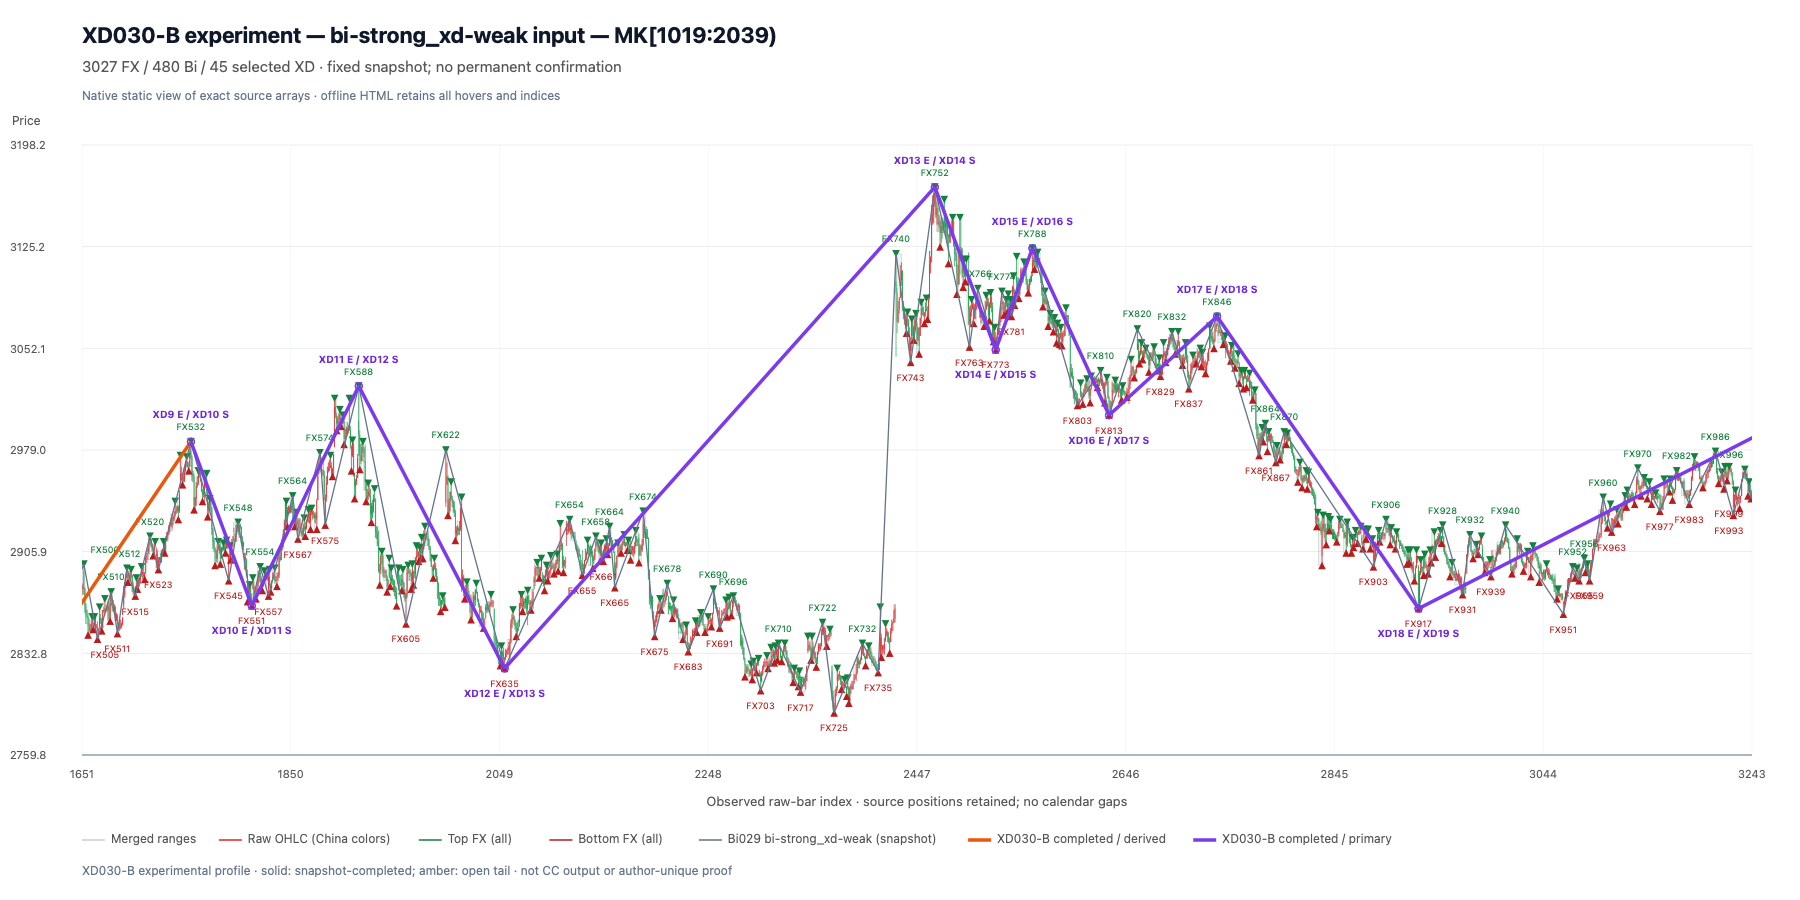 XD030-B experiment — bi-strong_xd-weak input — MK[1019:2039)
3027 FX / 480 Bi / 45 selected XD · fixed snapshot; no permanent confirmation
Native static view of exact source arrays · offline HTML retains all hovers and indices
Price
3198.2
XD13 E / XD14 S
FX752
XD15 E / XD16 S
FX788
3125.2
FX740
FX766
XD17 E / XD18 S
FX846
FX820
FX832
FX781
3052.1
XD11 E / XD12 S
FX588
FX810
FX763
FX773
FX743
XD14 E / XD15 S
FX829
FX837
XD9 E / XD10 S
FX532
FX864
FX870
FX803
FX813
XD16 E / XD17 S
FX574
FX622
FX986
2979.0
FX970
FX982
FX996
FX861
FX867
FX564
FX654
FX674
FX960
FX548
FX520
FX658
FX664
FX906
FX928
FX932
FX940
FX977
FX983
FX993
2905.9
FX512
FX554
FX567
FX575
FX952
FX963
FX510
FX523
FX678
FX690
FX696
FX903
FX545
FX655
FX665
FX939
FX959
FX515
FX557
FX551
FX722
FX931
FX917
FX951
XD10 E / XD11 S
FX605
FX710
FX732
XD18 E / XD19 S
FX511
FX505
FX691
FX675
FX683
2832.8
FX635
XD12 E / XD13 S
FX703
FX717
FX735
FX725
2759.8
1651
1850
2049
2248
2447
2646
2845
3044
3243
Observed raw-bar index · source positions retained; no calendar gaps
Merged ranges
Raw OHLC (China colors)
Top FX (all)
Bottom FX (all)
Bi029 bi-strong_xd-weak (snapshot)
XD030-B completed / derived
XD030-B completed / primary
XD030-B experimental profile · solid: snapshot-completed; amber: open tail · not CC output or author-unique proof